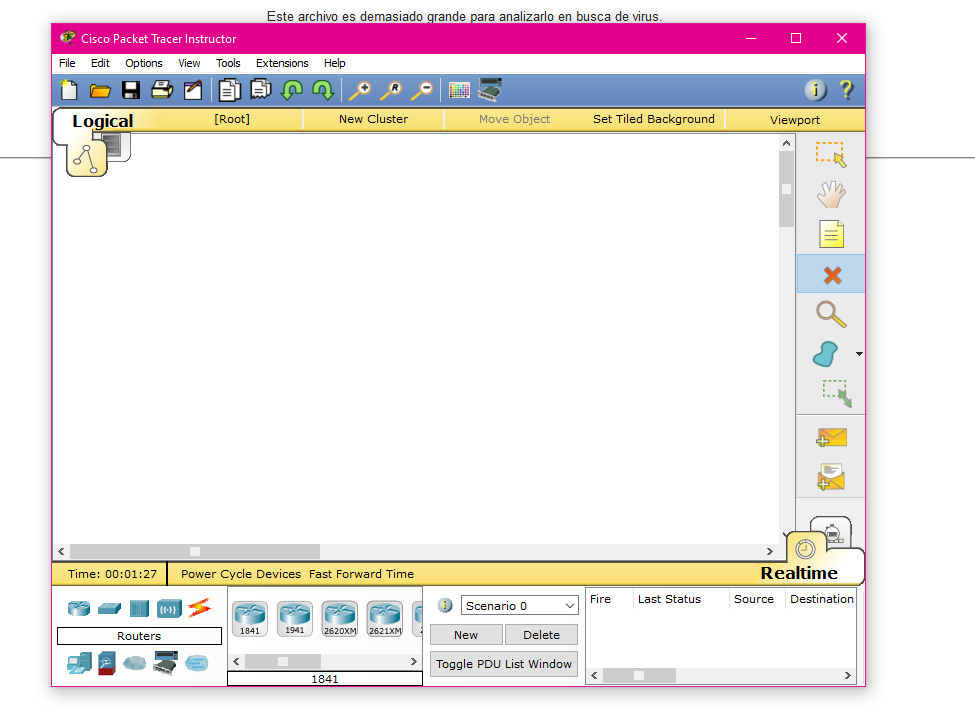 Este archivo es demasiado grande para analizarlo en busca de virus.
Cisco Packet Tracer Instructor
File Edit Options View Tools Extensions Help
Logical [Root] New Cluster Move Object Set Tiled Background Viewport
Time: 00:01:27 Power Cycle Devices Fast Forward Time Realtime
Routers
1841 1941 2620XM 2621XM
1841
Scenario 0
New Delete
Toggle PDU List Window
Fire Last Status Source Destination